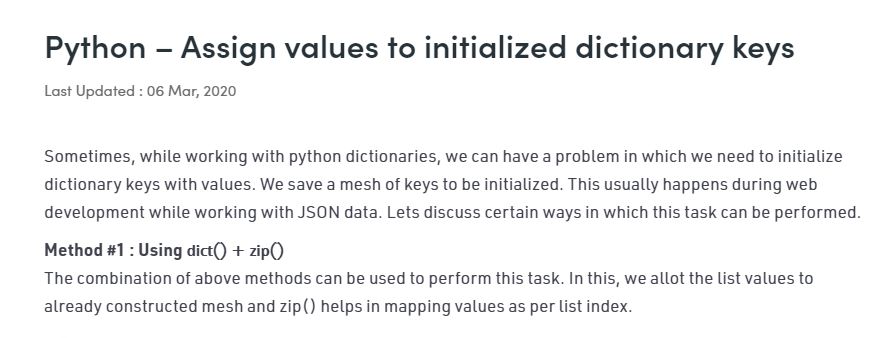 Python – Assign values to initialized dictionary keys
Last Updated : 06 Mar, 2020
Sometimes, while working with python dictionaries, we can have a problem in which we need to initialize
dictionary keys with values. We save a mesh of keys to be initialized. This usually happens during web
development while working with JSON data. Lets discuss certain ways in which this task can be performed.
Method #1 : Using dict() + zip()
The combination of above methods can be used to perform this task. In this, we allot the list values to
already constructed mesh and zip() helps in mapping values as per list index.